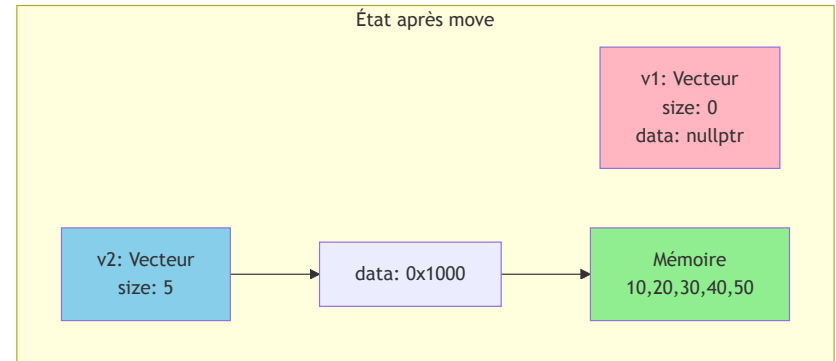 État après move
v1: Vecteur
size: 0
data: nullptr
v2: Vecteur
size: 5
data: 0x1000
Mémoire
10,20,30,40,50